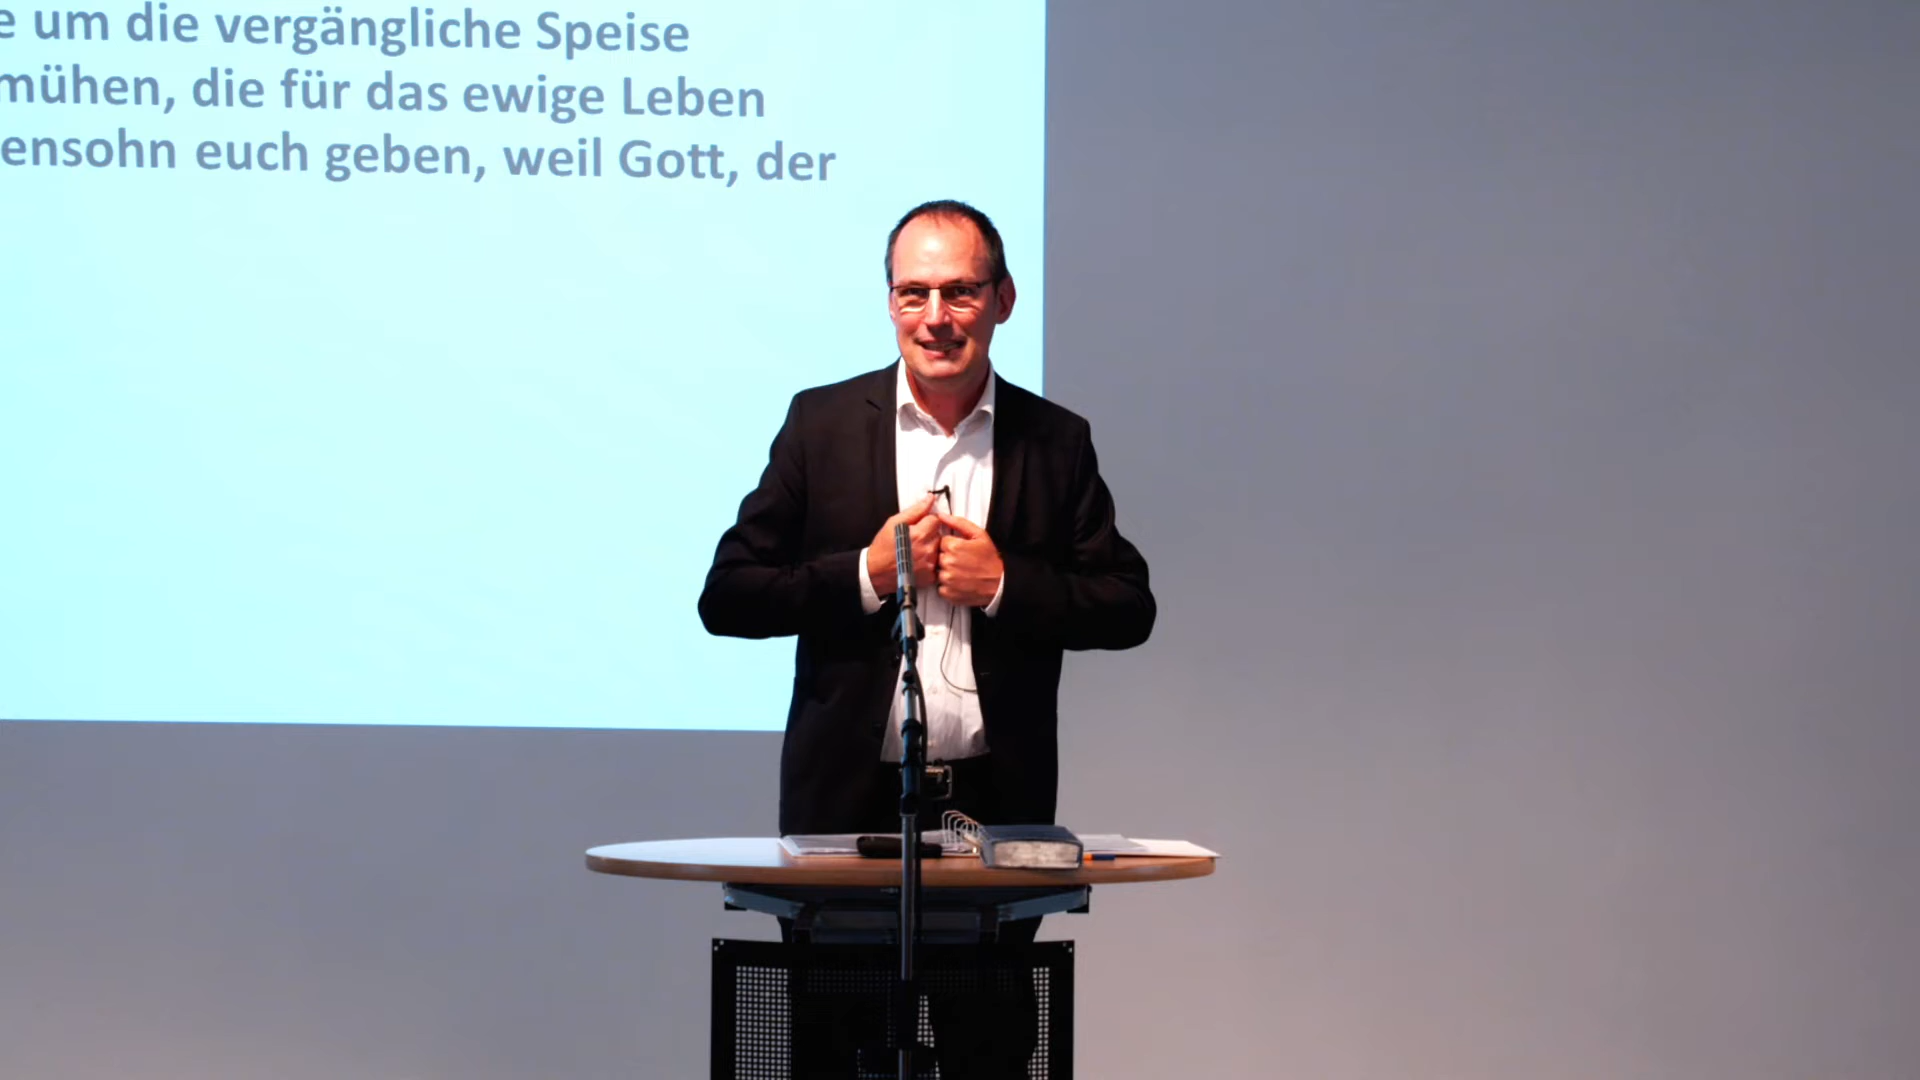 e um die vergängliche Speise
mühen, die für das ewige Leben
ensohn euch geben, weil Gott, der